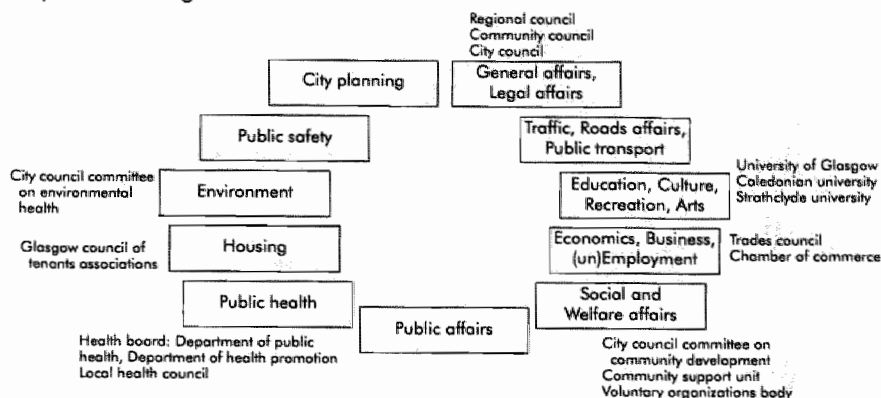 Regional council
Community council
City council
City planning
General affairs,
Legal affairs
Public safety
Traffic, Roads affairs,
Public transport
City council committee
on environmental
health
Environment
Education, Culture,
Recreation, Arts
University of Glasgow
Caledonian university
Strathclyde university
Glasgow council of
tenants associations
Housing
Economics, Business,
(un)Employment
Trades council
Chamber of commerce
Public health
Social and
Welfare affairs
Public affairs
Health board: Department of public
health, Department of health promotion
Local health council
City council committee on
community development
Community support unit
Voluntary organizations body